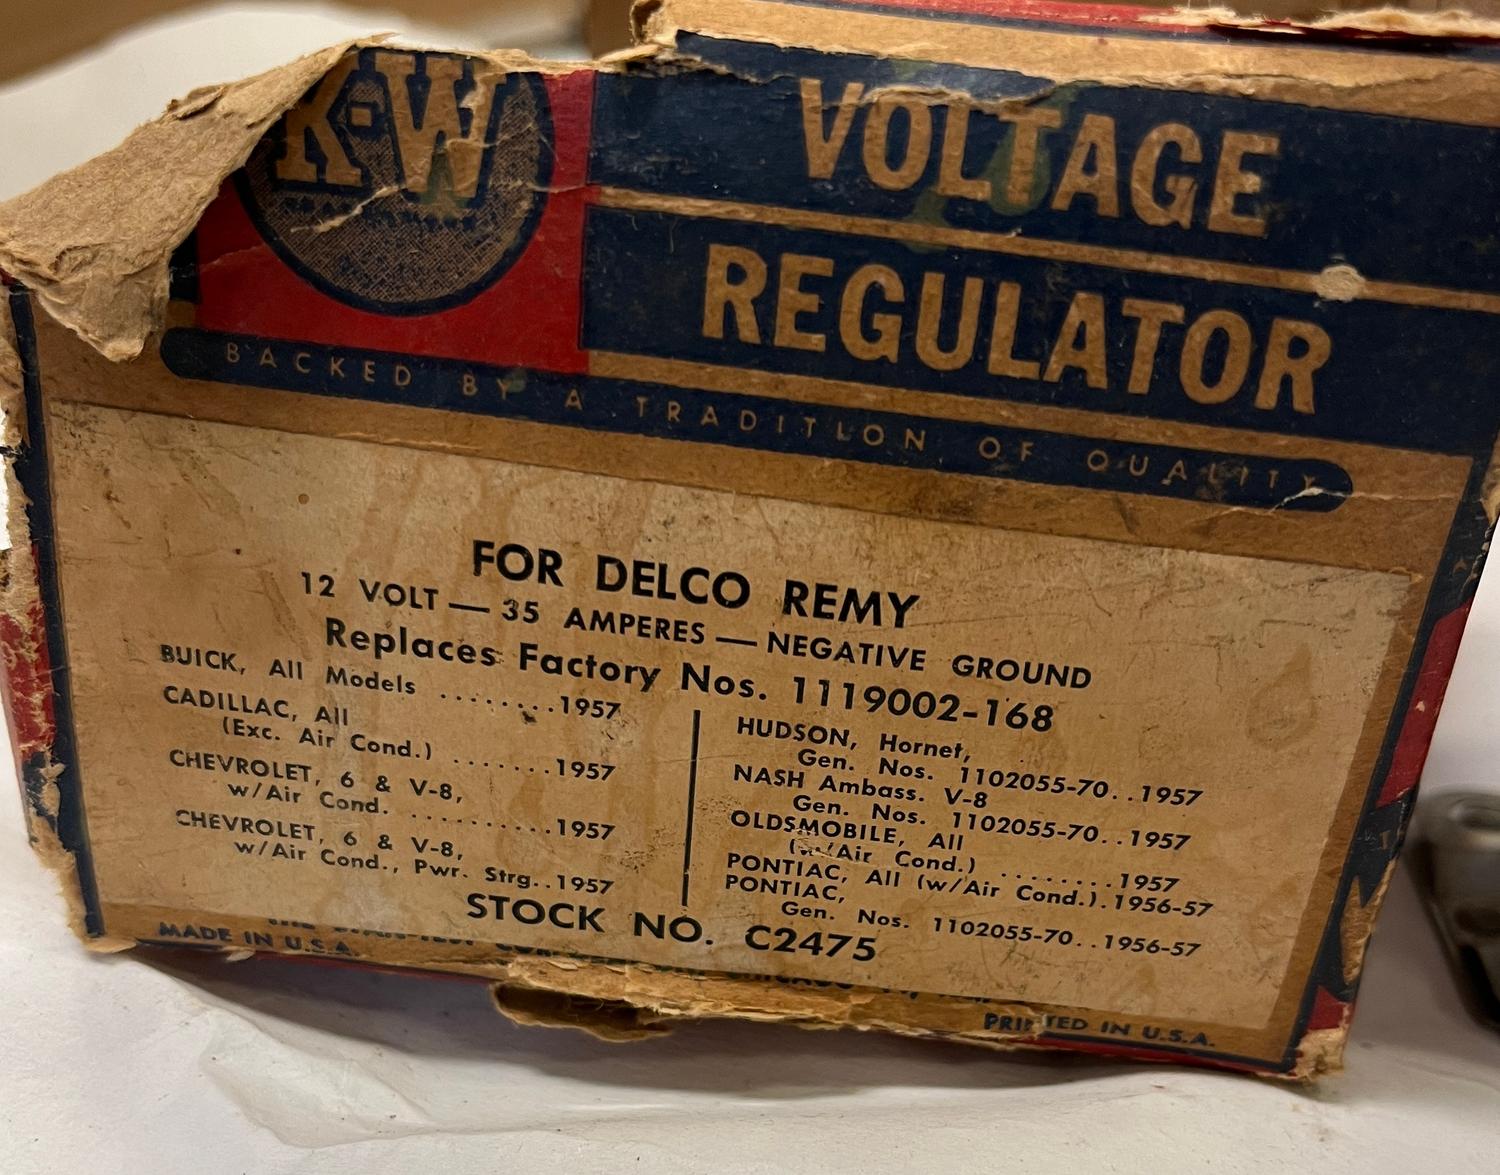 K-W
VOLTAGE
REGULATOR
BACKED BY A TRADITION OF QUALITY
FOR DELCO REMY
12 VOLT — 35 AMPERES — NEGATIVE GROUND
Replaces Factory Nos. 1119002-168
BUICK, All Models ........1957
CADILLAC, All
(Exc. Air Cond.) .......1957
CHEVROLET, 6 & V-8,
w/Air Cond. ..........1957
CHEVROLET, 6 & V-8,
w/Air Cond., Pwr. Strg..1957
HUDSON, Hornet,
Gen. Nos. 1102055-70..1957
NASH Ambass. V-8
Gen. Nos. 1102055-70..1957
OLDSMOBILE, All
(w/Air Cond.) ........1957
PONTIAC, All (w/Air Cond.).1956-57
PONTIAC,
Gen. Nos. 1102055-70..1956-57
STOCK NO. C2475
MADE IN U.S.A.
PRINTED IN U.S.A.